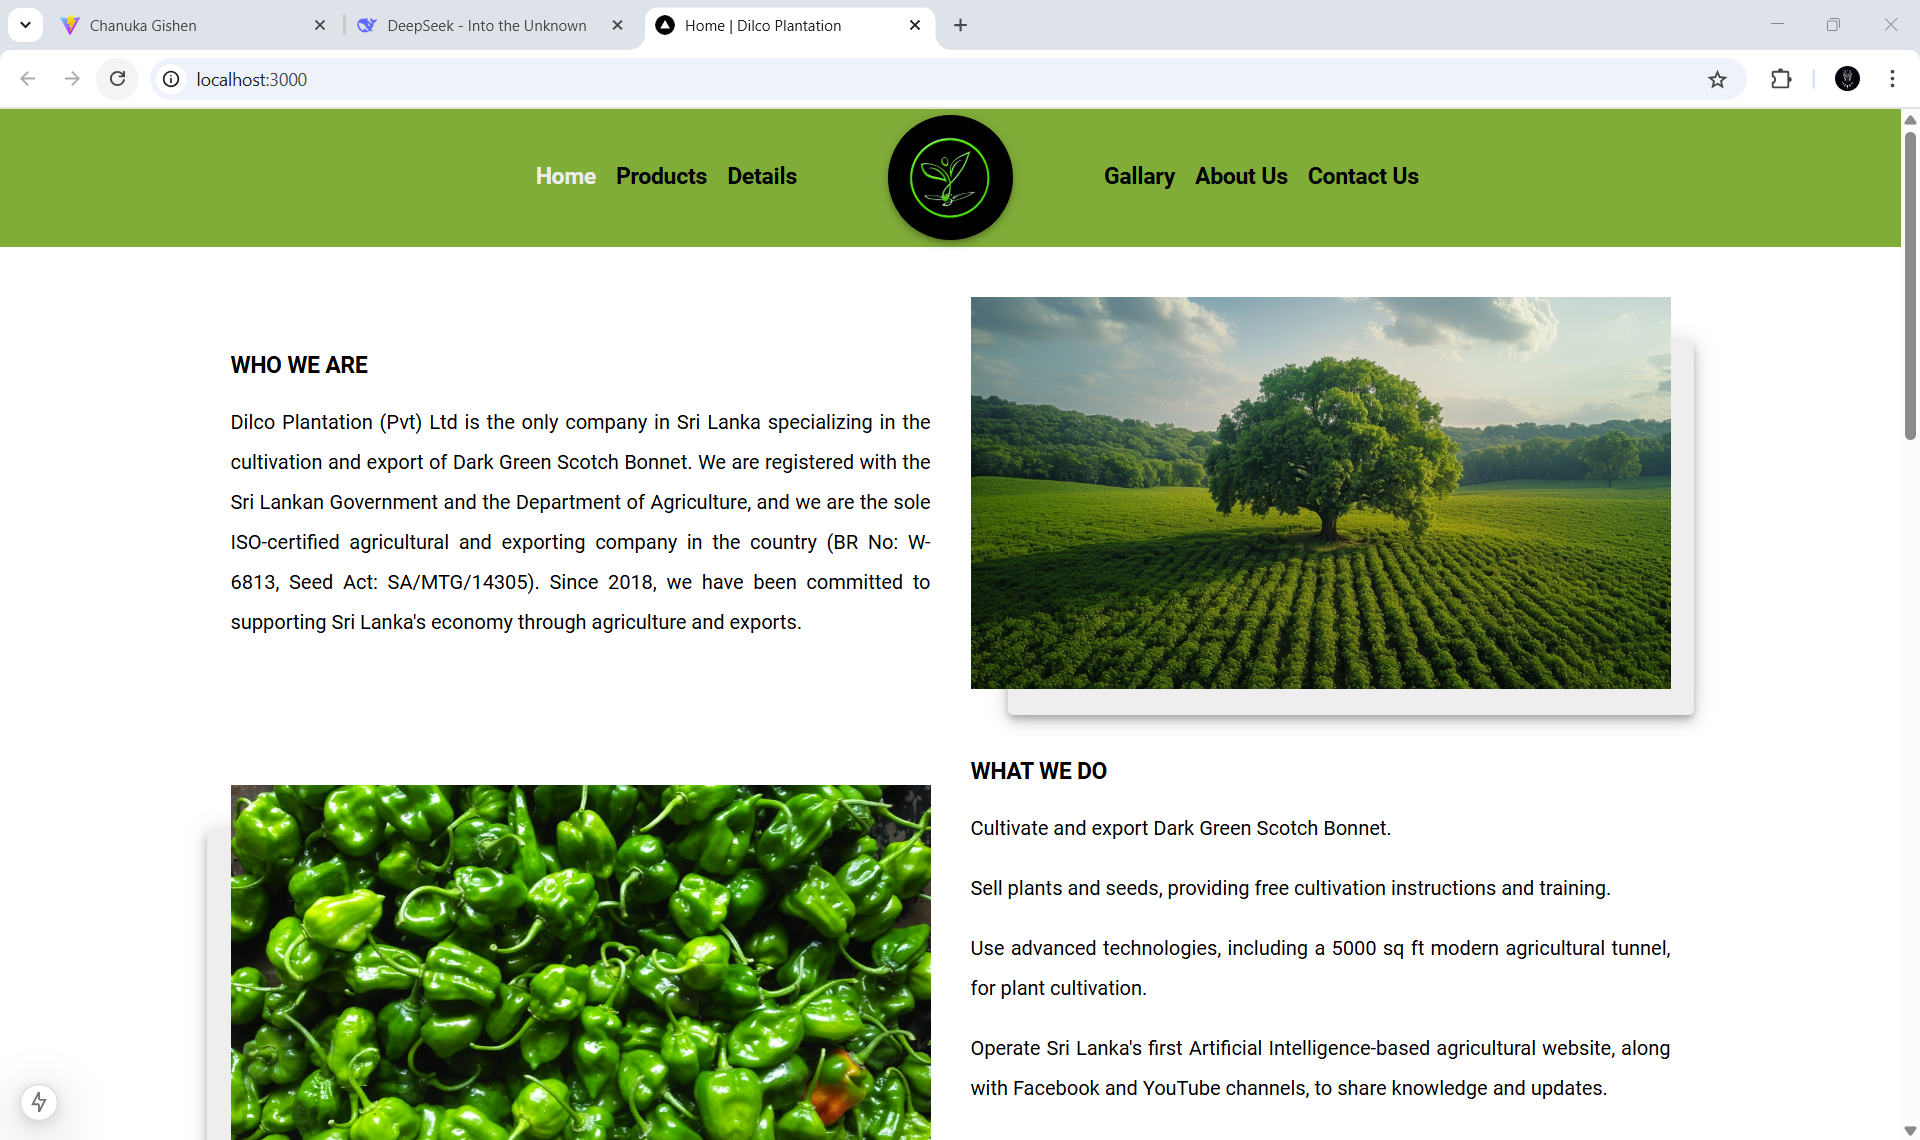 Chanuka Gishen
DeepSeek - Into the Unknown
Home | Dilco Plantation
localhost:3000
Home Products Details
Gallary About Us Contact Us
WHO WE ARE
Dilco Plantation (Pvt) Ltd is the only company in Sri Lanka specializing in the
cultivation and export of Dark Green Scotch Bonnet. We are registered with the
Sri Lankan Government and the Department of Agriculture, and we are the sole
ISO-certified agricultural and exporting company in the country (BR No: W-
6813, Seed Act: SA/MTG/14305). Since 2018, we have been committed to
supporting Sri Lanka's economy through agriculture and exports.
WHAT WE DO
Cultivate and export Dark Green Scotch Bonnet.
Sell plants and seeds, providing free cultivation instructions and training.
Use advanced technologies, including a 5000 sq ft modern agricultural tunnel,
for plant cultivation.
Operate Sri Lanka's first Artificial Intelligence-based agricultural website, along
with Facebook and YouTube channels, to share knowledge and updates.